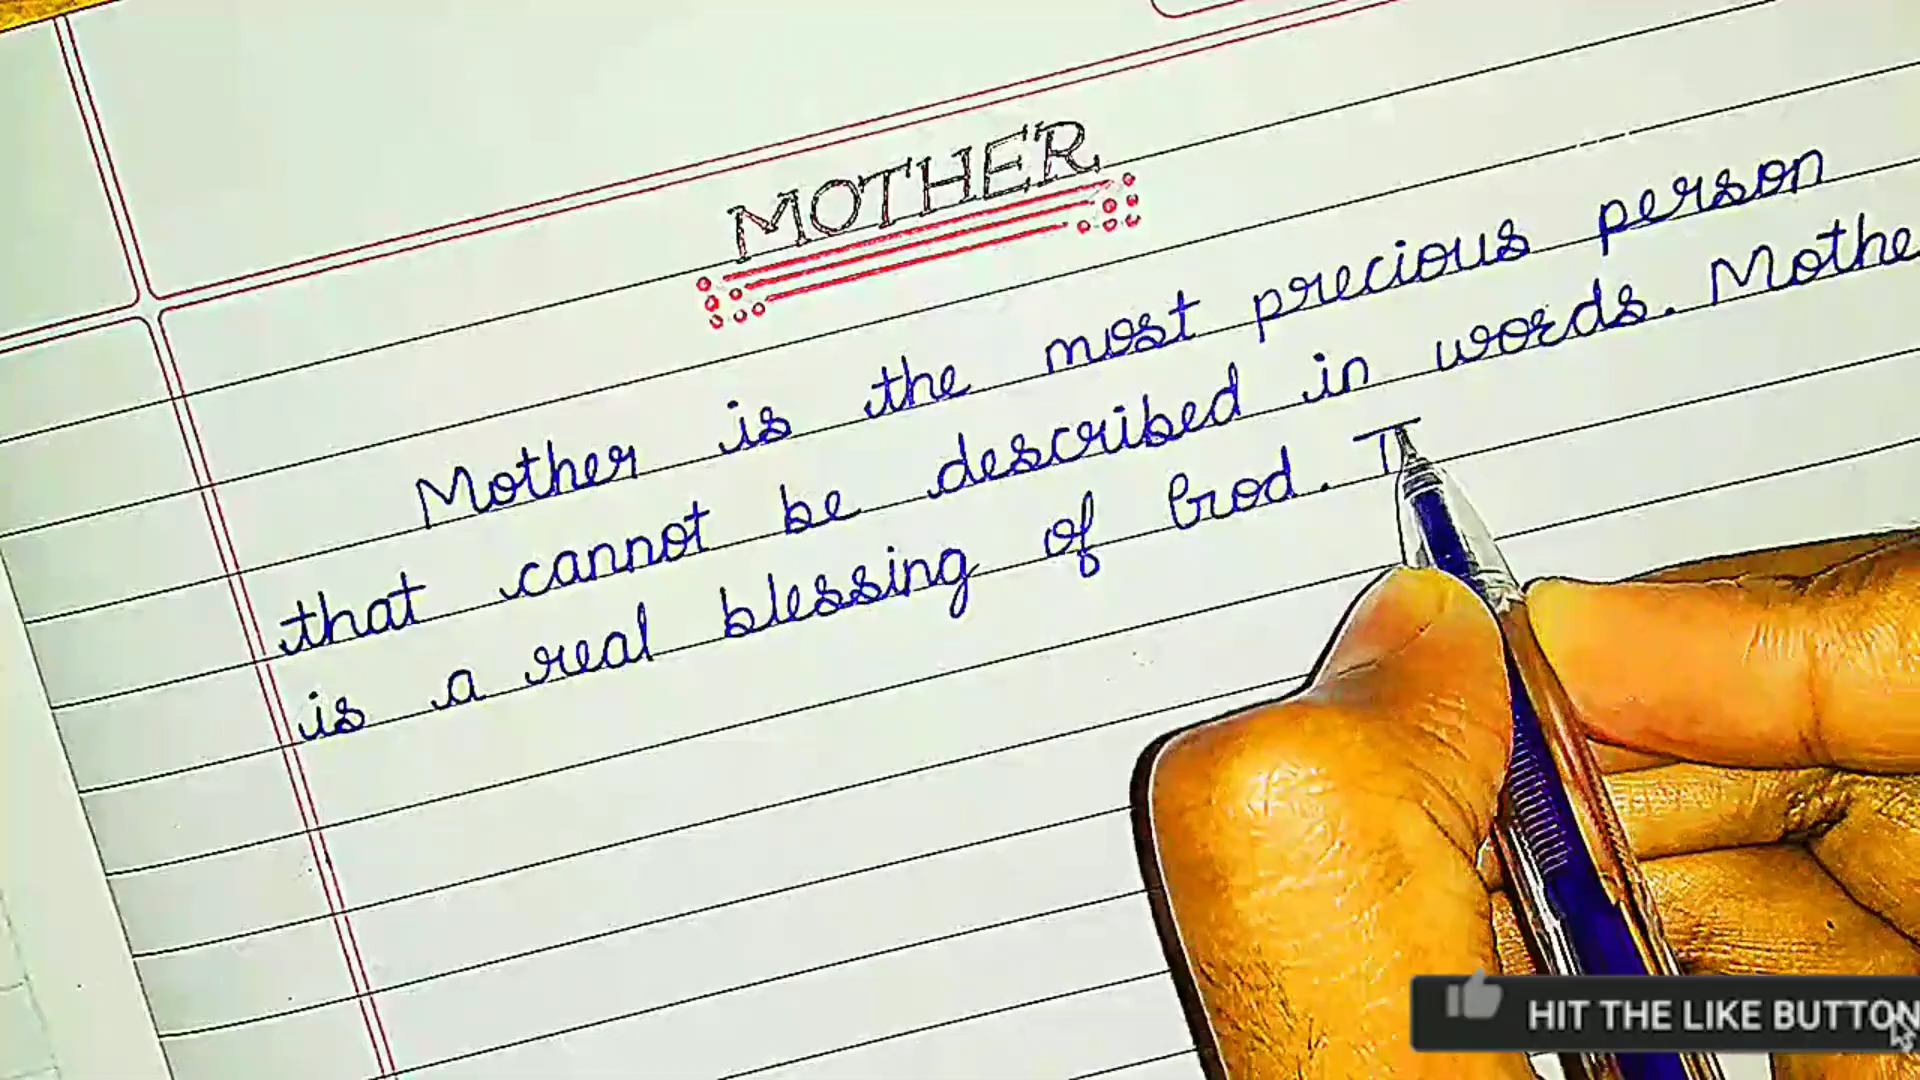 MOTHER
Mother is the most precious person
that cannot be described in words. Mothe
is a real blessing of God. T
HIT THE LIKE BUTTON